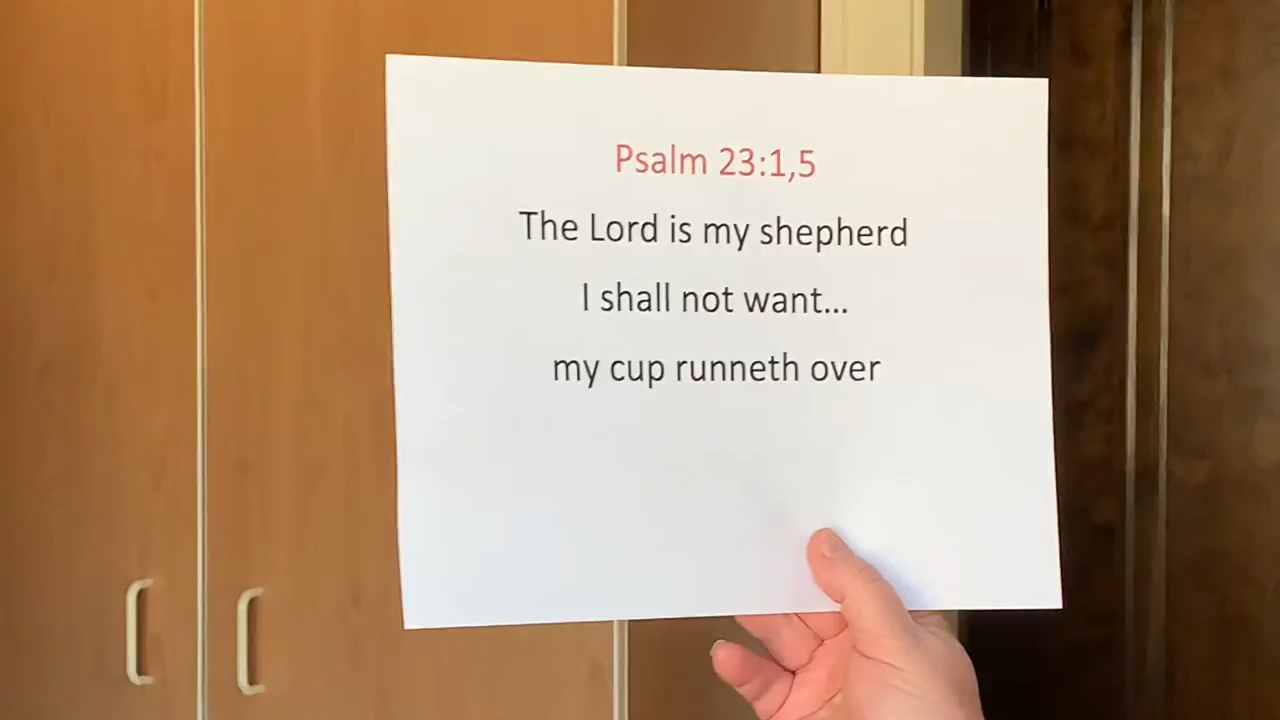 Psalm 23:1,5
The Lord is my shepherd
I shall not want...
my cup runneth over